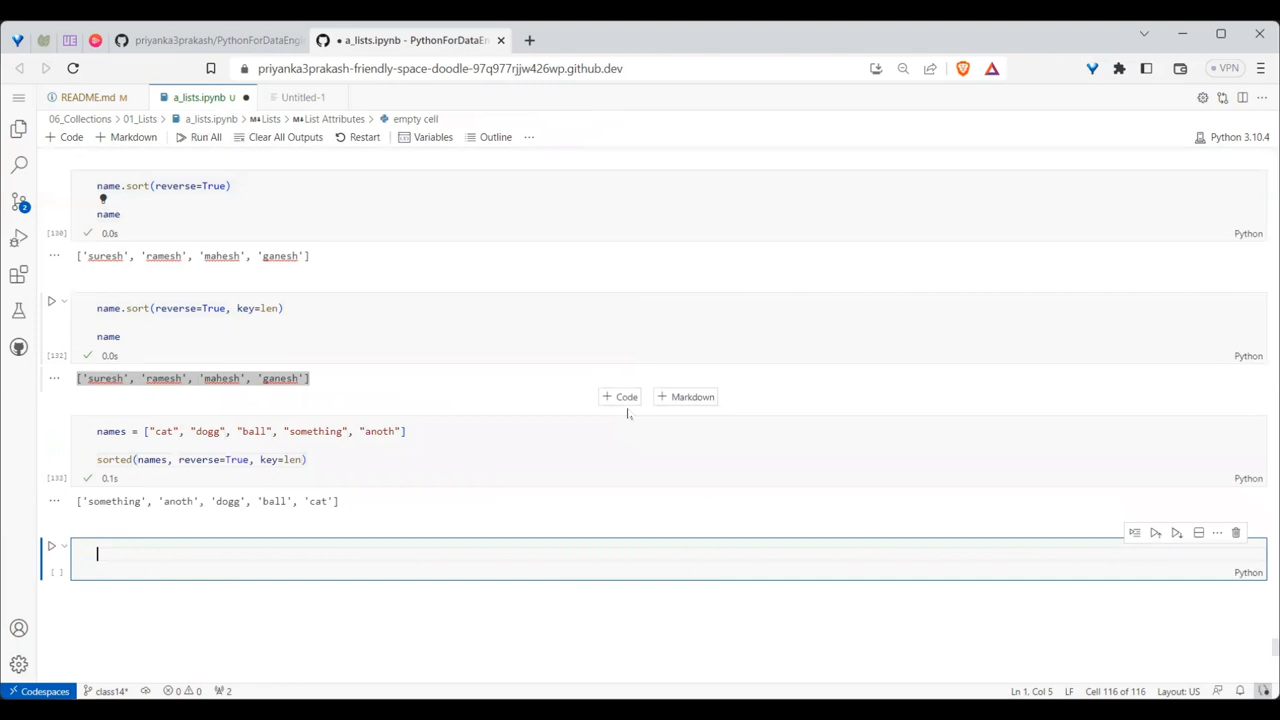 priyanka3prakash/PythonForDataEngi
• a_lists.ipynb - PythonForDataEn
priyanka3prakash-friendly-space-doodle-97q977rjjw426wp.github.dev
VPN
README.md M
a_lists.ipynb U
Untitled-1
06_Collections > 01_Lists > a_lists.ipynb > M↓Lists > M↓List Attributes > empty cell
+ Code + Markdown Run All Clear All Outputs Restart Variables Outline ...
Python 3.10.4
name.sort(reverse=True)
name
[130] 0.0s Python
['suresh', 'ramesh', 'mahesh', 'ganesh']
name.sort(reverse=True, key=len)
name
[132] 0.0s Python
['suresh', 'ramesh', 'mahesh', 'ganesh']
+ Code + Markdown
names = ["cat", "dogg", "ball", "something", "anoth"]
sorted(names, reverse=True, key=len)
[133] 0.1s Python
['something', 'anoth', 'dogg', 'ball', 'cat']
[ ] Python
2
Codespaces class14* 0 0 2 Ln 1, Col 5 LF Cell 116 of 116 Layout: US